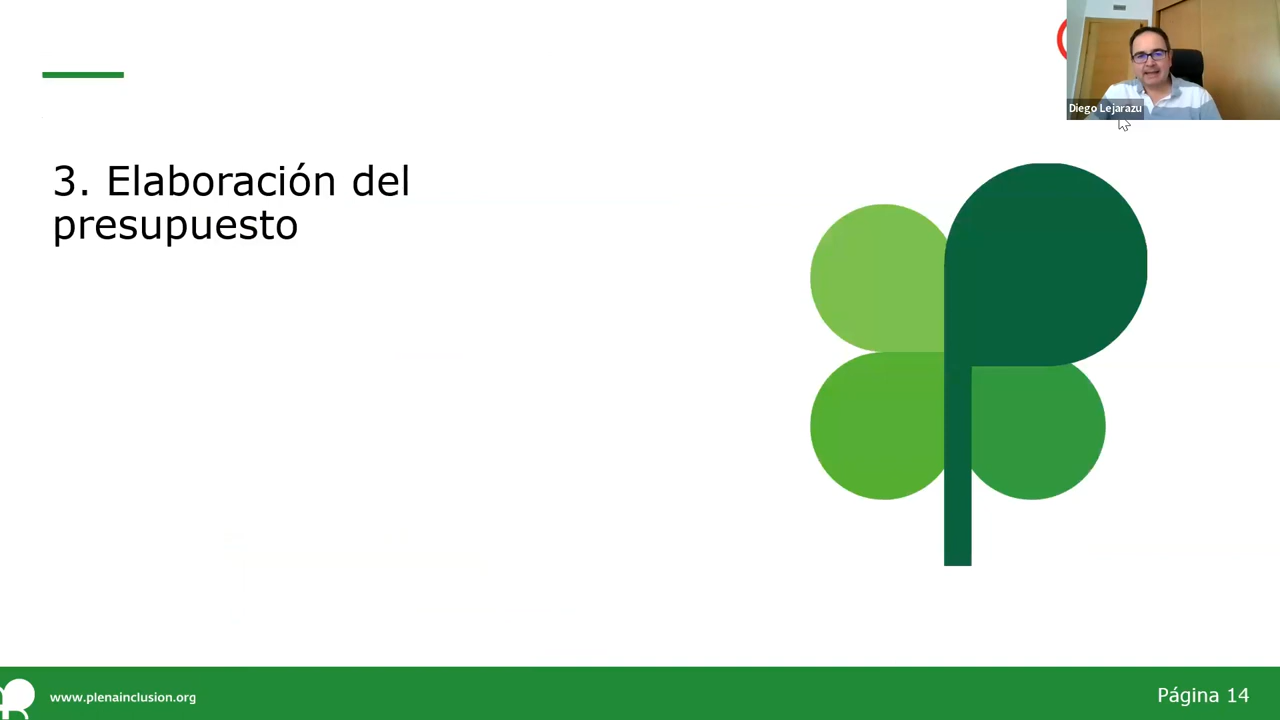 Diego Lejarazu
3. Elaboración del
presupuesto
www.plenainclusion.org
Página 14